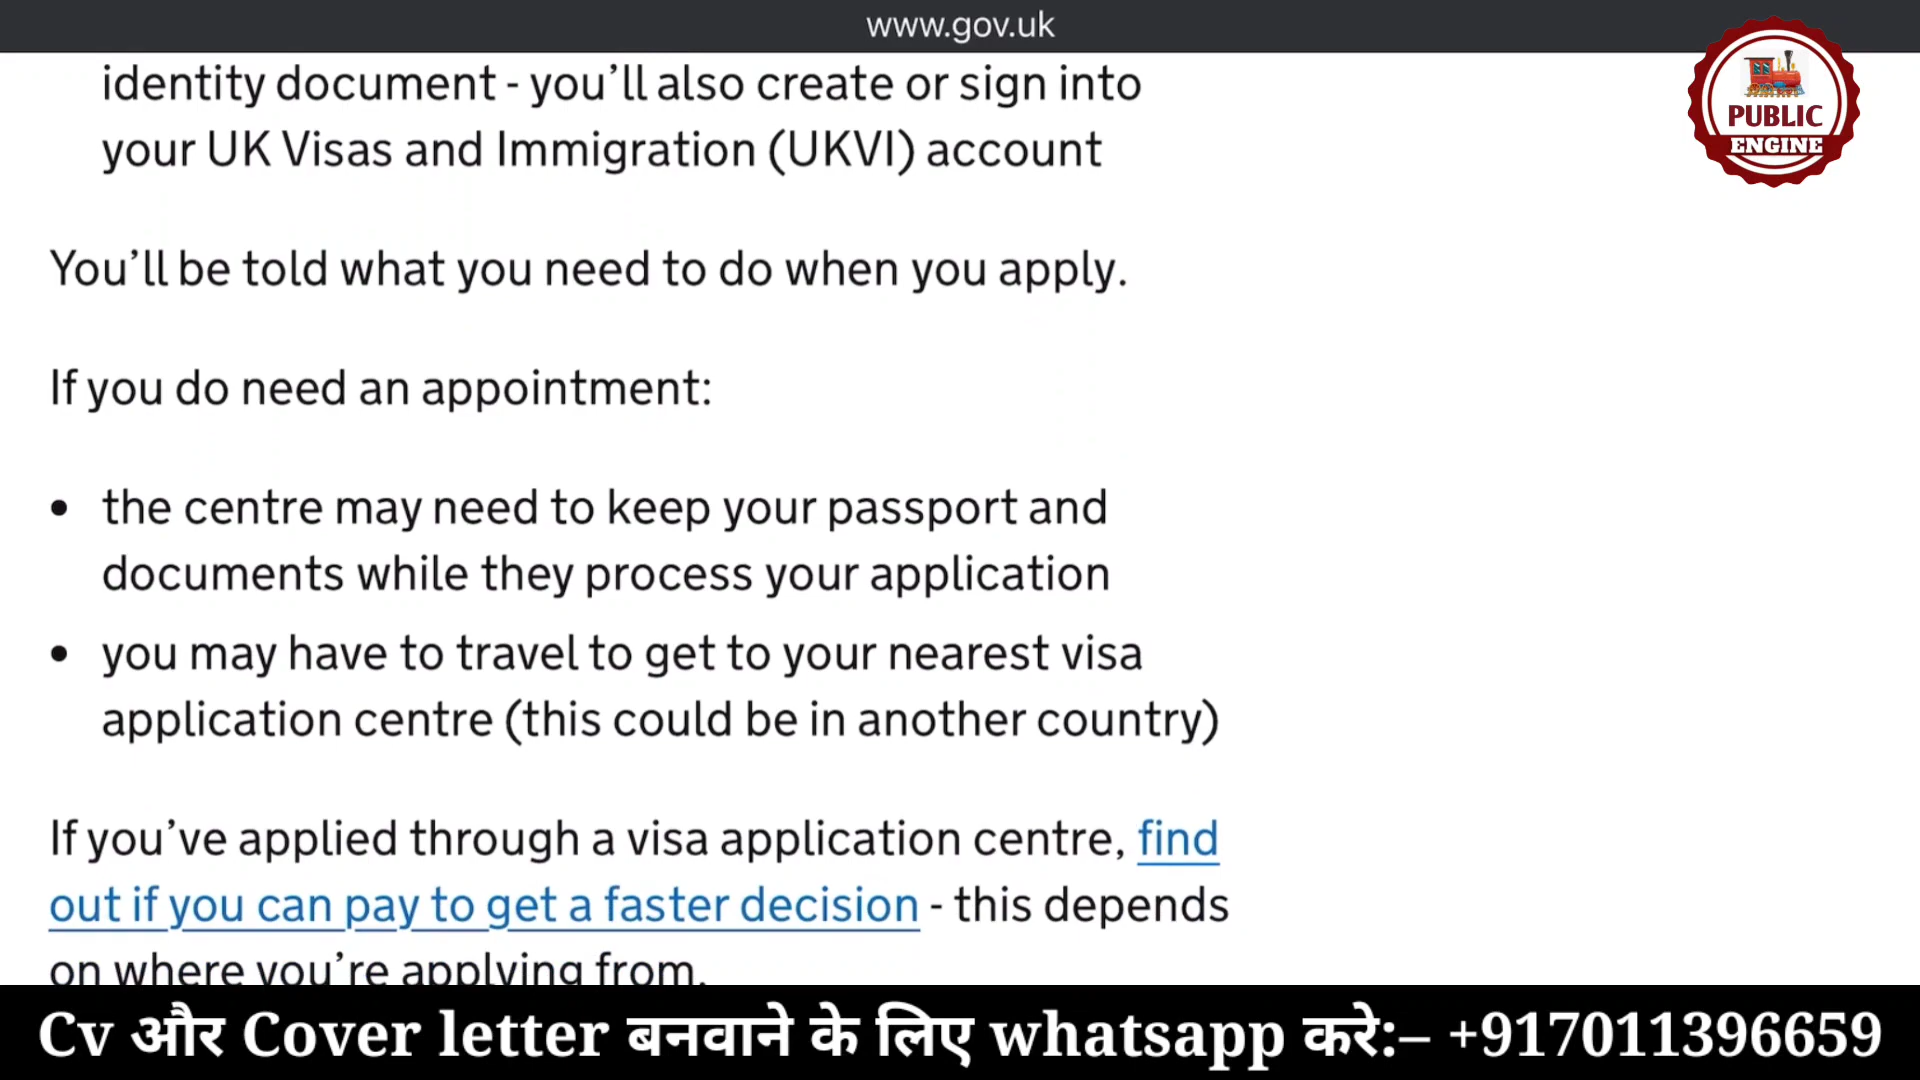 www.gov.uk
PUBLIC
ENGINE
identity document - you’ll also create or sign into
your UK Visas and Immigration (UKVI) account
You’ll be told what you need to do when you apply.
If you do need an appointment:
• the centre may need to keep your passport and
documents while they process your application
• you may have to travel to get to your nearest visa
application centre (this could be in another country)
If you’ve applied through a visa application centre, find
out if you can pay to get a faster decision - this depends
on where you’re applying from.
Cv और Cover letter बनवाने के लिए whatsapp करे:– +917011396659